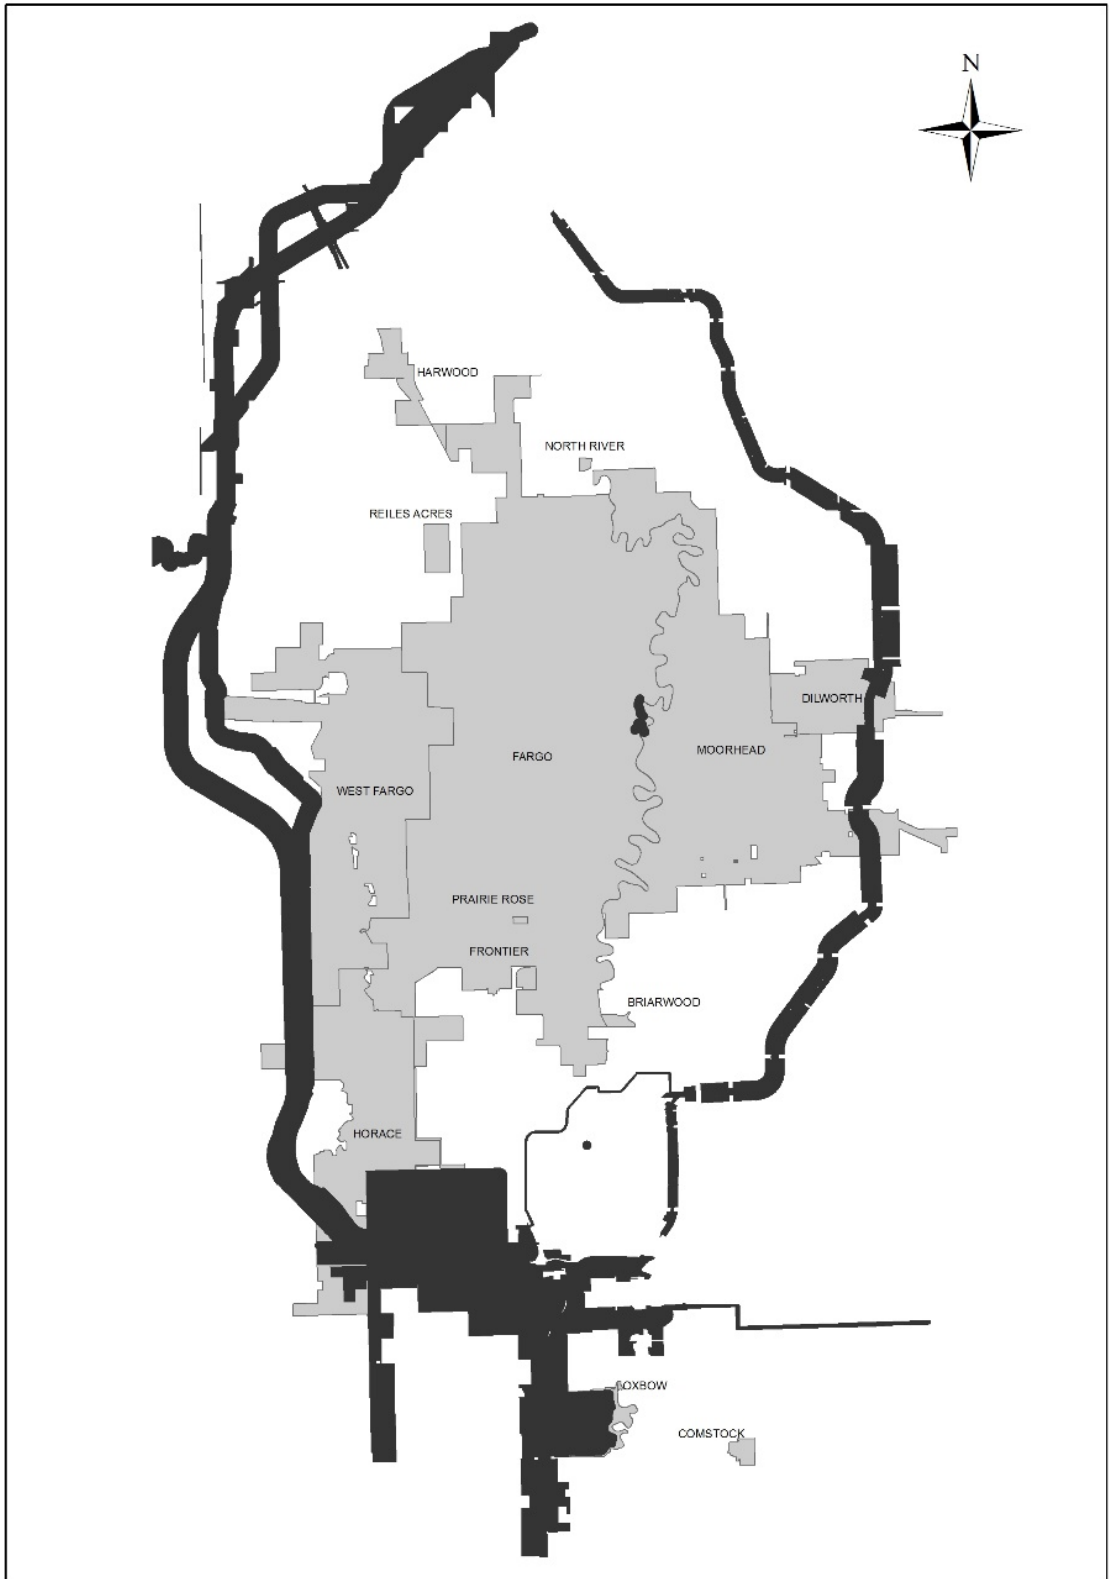 N
HARWOOD
NORTH RIVER
REILES ACRES
DILWORTH
MOORHEAD
FARGO
WEST FARGO
PRAIRIE ROSE
FRONTIER
BRIARWOOD
HORACE
OXBOW
COMSTOCK